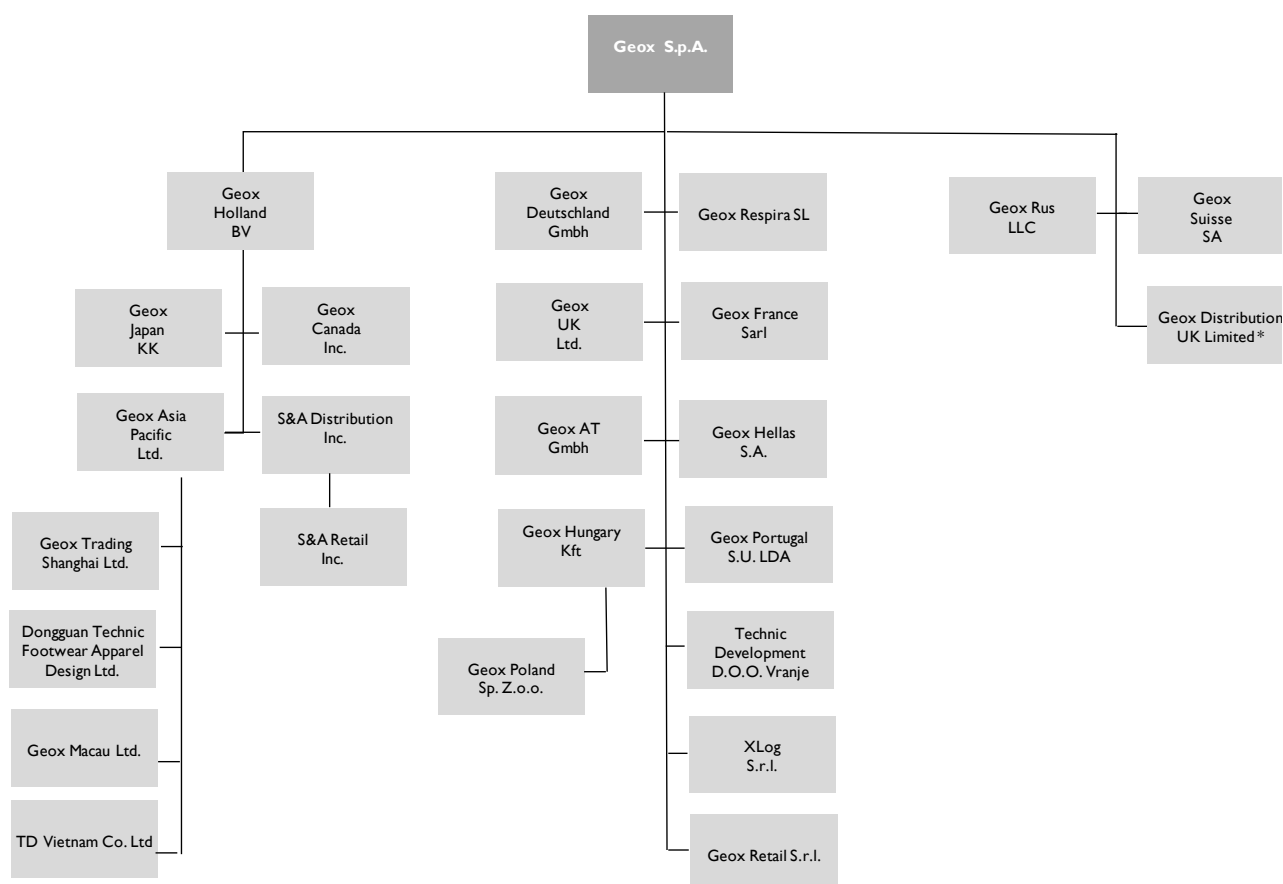 Geox S.p.A.
Geox
Holland
BV
Geox
Japan
KK
Geox
Canada
Inc.
Geox Asia
Pacific
Ltd.
S&A Distribution
Inc.
S&A Retail
Inc.
Geox Trading
Shanghai Ltd.
Dongguan Technic
Footwear Apparel
Design Ltd.
Geox Macau Ltd.
TD Vietnam Co. Ltd
Geox
Deutschland
Gmbh
Geox Respira SL
Geox
UK
Ltd.
Geox France
Sarl
Geox AT
Gmbh
Geox Hellas
S.A.
Geox Hungary
Kft
Geox Portugal
S.U. LDA
Geox Poland
Sp. Z.o.o.
Technic
Development
D.O.O. Vranje
XLog
S.r.l.
Geox Retail S.r.l.
Geox Rus
LLC
Geox
Suisse
SA
Geox Distribution
UK Limited*